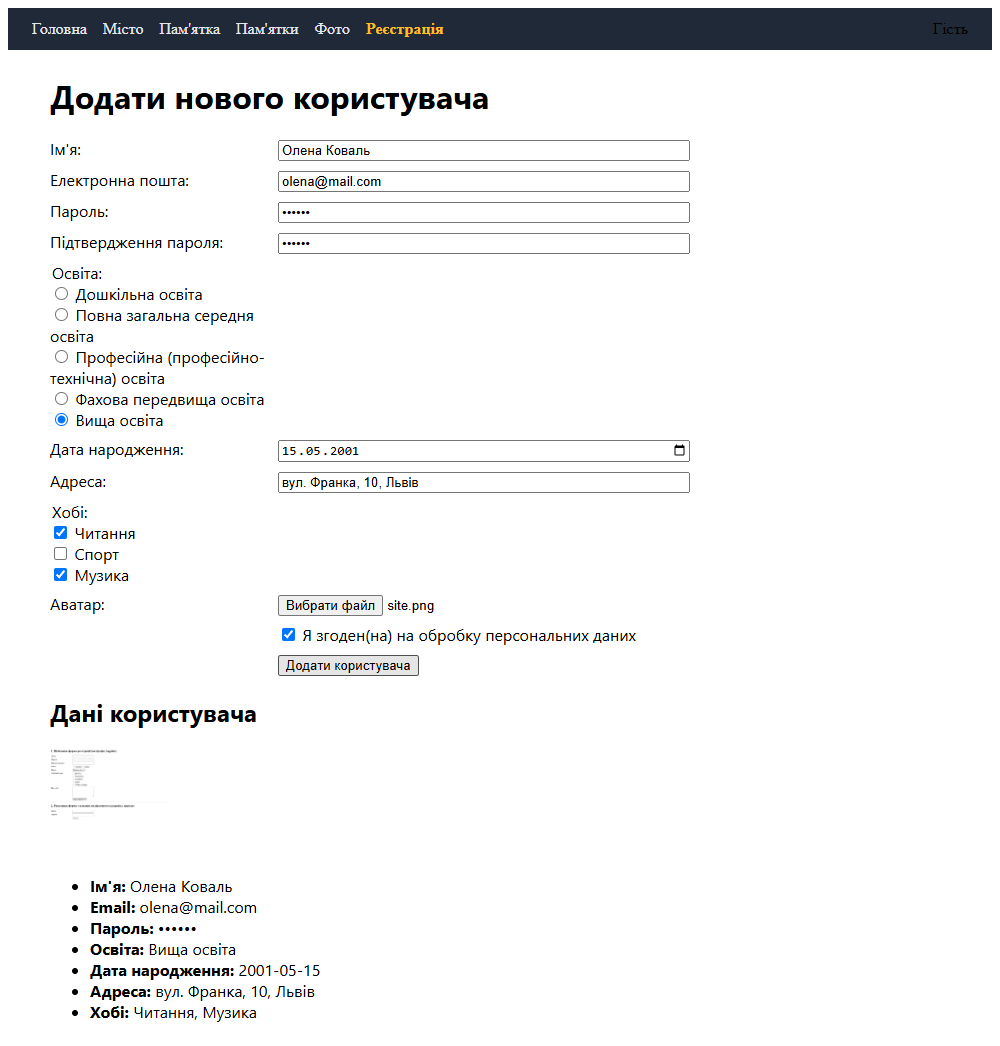 Головна Місто Пам'ятка Пам'ятки Фото Реєстрація Гість
Додати нового користувача
Ім'я: Олена Коваль
Електронна пошта: olena@mail.com
Пароль: ••••••
Підтвердження пароля: ••••••
Освіта:
Дошкільна освіта
Повна загальна середня
освіта
Професійна (професійно-
технічна) освіта
Фахова передвища освіта
Вища освіта
Дата народження: 15.05.2001
Адреса: вул. Франка, 10, Львів
Хобі:
Читання
Спорт
Музика
Аватар: Вибрати файл site.png
Я згоден(на) на обробку персональних даних
Додати користувача
Дані користувача
• Ім'я: Олена Коваль
• Email: olena@mail.com
• Пароль: ••••••
• Освіта: Вища освіта
• Дата народження: 2001-05-15
• Адреса: вул. Франка, 10, Львів
• Хобі: Читання, Музика